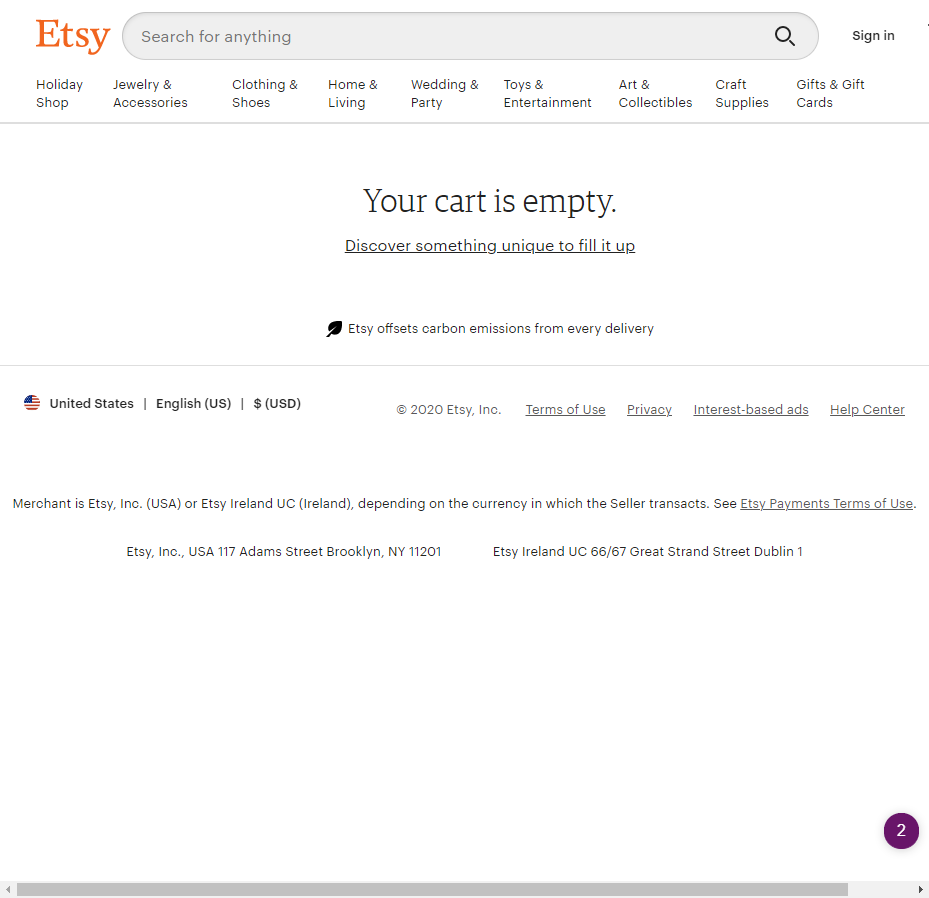 Etsy
Search for anything
Sign in
Holiday Shop
Jewelry & Accessories
Clothing & Shoes
Home & Living
Wedding & Party
Toys & Entertainment
Art & Collectibles
Craft Supplies
Gifts & Gift Cards
Your cart is empty.
Discover something unique to fill it up
Etsy offsets carbon emissions from every delivery
United States | English (US) | $ (USD)
© 2020 Etsy, Inc. Terms of Use Privacy Interest-based ads Help Center
Merchant is Etsy, Inc. (USA) or Etsy Ireland UC (Ireland), depending on the currency in which the Seller transacts. See Etsy Payments Terms of Use.
Etsy, Inc., USA 117 Adams Street Brooklyn, NY 11201
Etsy Ireland UC 66/67 Great Strand Street Dublin 1
2